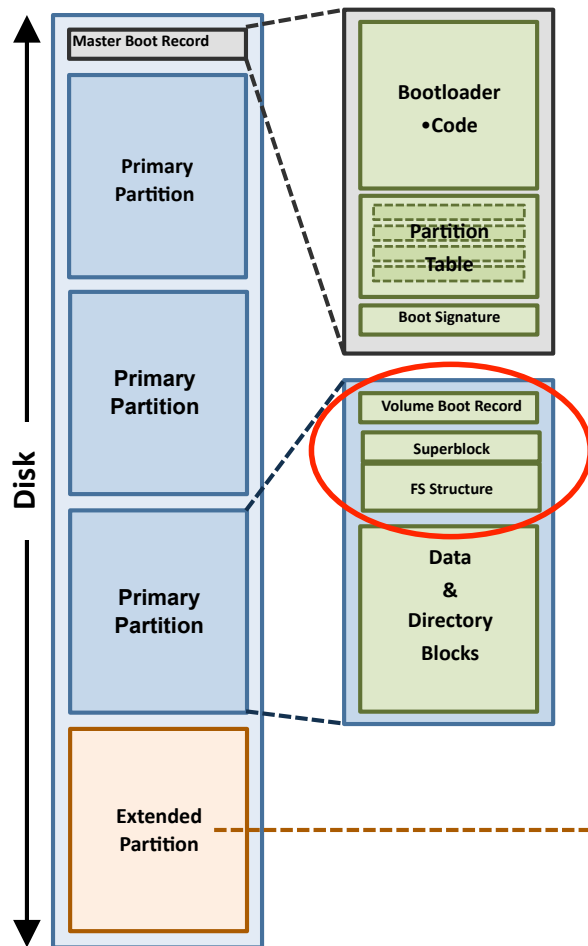 Master Boot Record
Primary
Partition
Primary
Partition
Primary
Partition
Extended
Partition
Disk
Bootloader
•Code
Partition
Table
Boot Signature
Volume Boot Record
Superblock
FS Structure
Data
&
Directory
Blocks